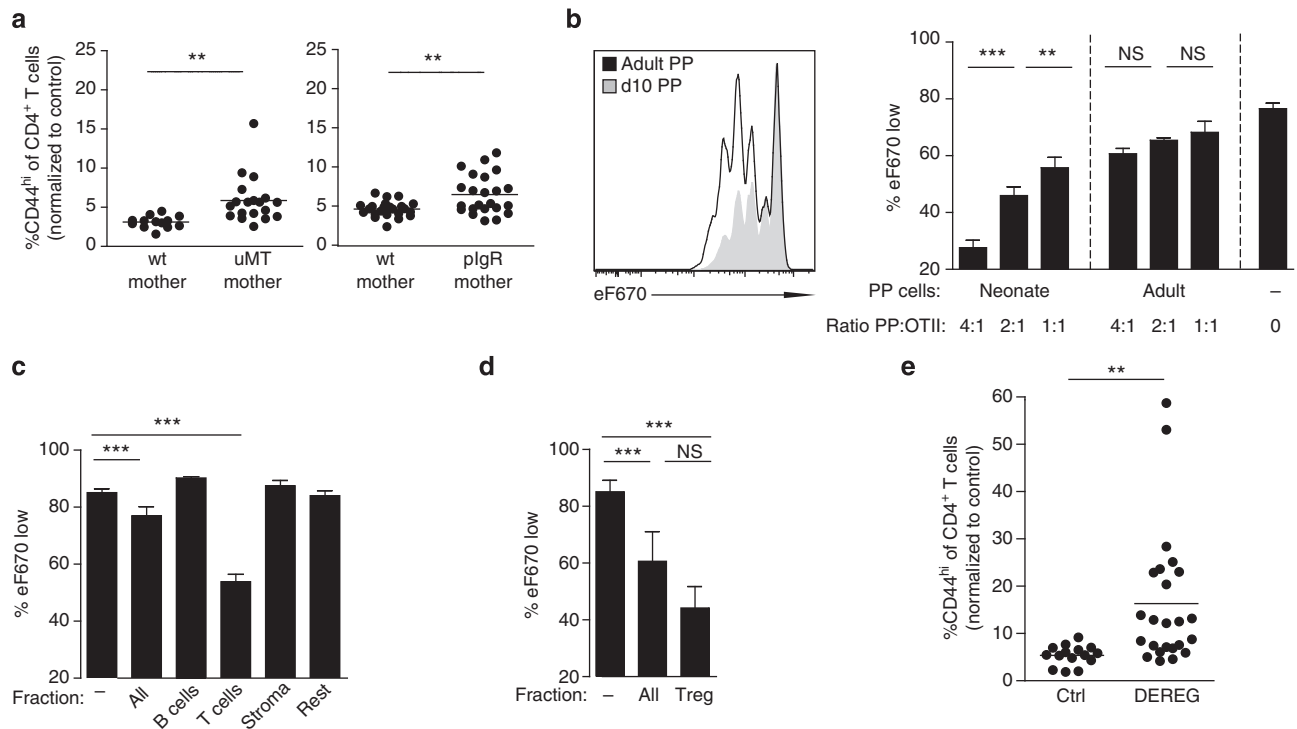 a
%CD44hi of CD4+ T cells
(normalized to control)
25
20
15
10
5
0
**
wt
mother
uMT
mother
25
20
15
10
5
0
**
wt
mother
pIgR
mother
b
Adult PP
d10 PP
eF670
% eF670 low
100
80
60
40
20
*** ** NS NS
PP cells: Neonate Adult –
Ratio PP:OTII: 4:1 2:1 1:1 4:1 2:1 1:1 0
c
% eF670 low
100
80
60
40
20
***
***
Fraction: – All B cells T cells Stroma Rest
d
% eF670 low
100
80
60
40
20
***
*** NS
Fraction: – All Treg
e
%CD44hi of CD4+ T cells
(normalized to control)
60
50
40
30
20
10
0
**
Ctrl DEREG